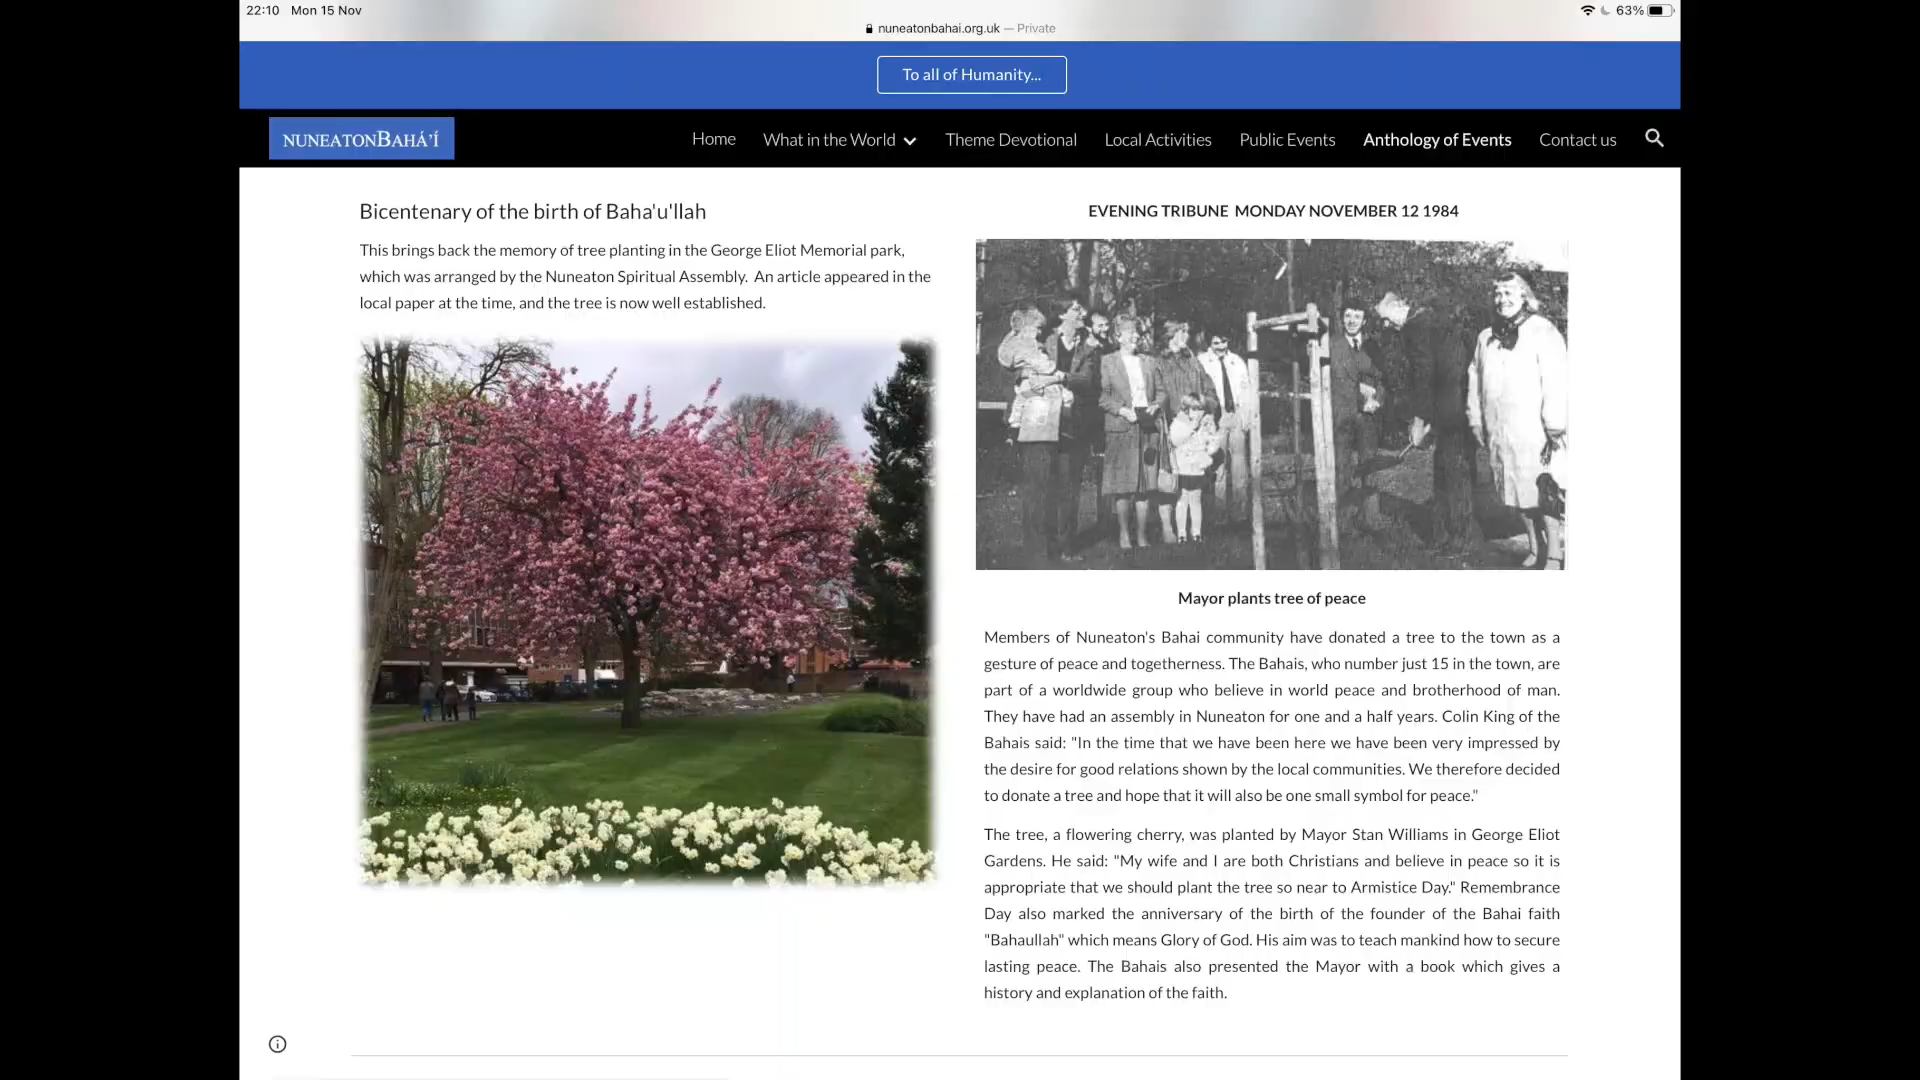 22:10 Mon 15 Nov
63%
nuneatonbahai.org.uk — Private
To all of Humanity...
NUNEATONBAHÁ'Í
Home
What in the World
Theme Devotional
Local Activities
Public Events
Anthology of Events
Contact us
Bicentenary of the birth of Baha'u'llah
This brings back the memory of tree planting in the George Eliot Memorial park,
which was arranged by the Nuneaton Spiritual Assembly. An article appeared in the
local paper at the time, and the tree is now well established.
EVENING TRIBUNE MONDAY NOVEMBER 12 1984
Mayor plants tree of peace
Members of Nuneaton's Bahai community have donated a tree to the town as a
gesture of peace and togetherness. The Bahais, who number just 15 in the town, are
part of a worldwide group who believe in world peace and brotherhood of man.
They have had an assembly in Nuneaton for one and a half years. Colin King of the
Bahais said: "In the time that we have been here we have been very impressed by
the desire for good relations shown by the local communities. We therefore decided
to donate a tree and hope that it will also be one small symbol for peace."
The tree, a flowering cherry, was planted by Mayor Stan Williams in George Eliot
Gardens. He said: "My wife and I are both Christians and believe in peace so it is
appropriate that we should plant the tree so near to Armistice Day." Remembrance
Day also marked the anniversary of the birth of the founder of the Bahai faith
"Bahaullah" which means Glory of God. His aim was to teach mankind how to secure
lasting peace. The Bahais also presented the Mayor with a book which gives a
history and explanation of the faith.